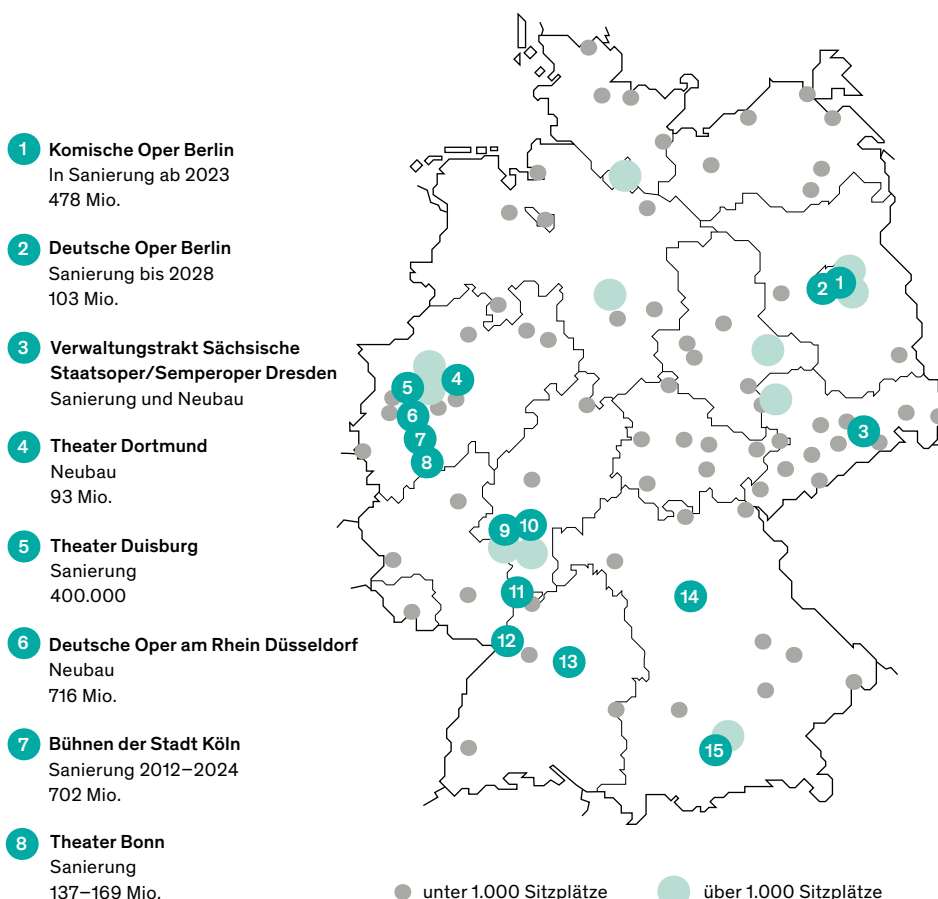 1 Komische Oper Berlin
In Sanierung ab 2023
478 Mio.
2 Deutsche Oper Berlin
Sanierung bis 2028
103 Mio.
3 Verwaltungstrakt Sächsische
Staatsoper/Semperoper Dresden
Sanierung und Neubau
4 Theater Dortmund
Neubau
93 Mio.
5 Theater Duisburg
Sanierung
400.000
6 Deutsche Oper am Rhein Düsseldorf
Neubau
716 Mio.
7 Bühnen der Stadt Köln
Sanierung 2012–2024
702 Mio.
8 Theater Bonn
Sanierung
137–169 Mio.
2 1
4
5
6
3
7
8
9 10
11
14
12
13
15
unter 1.000 Sitzplätze
über 1.000 Sitzplätze